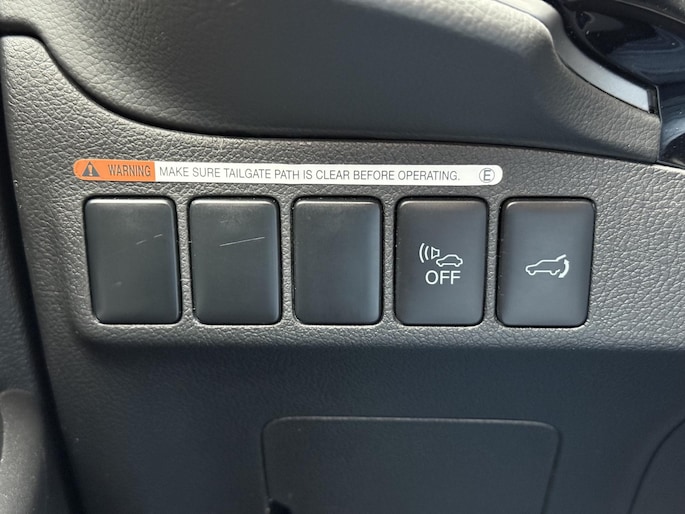 WARNING MAKE SURE TAILGATE PATH IS CLEAR BEFORE OPERATING. E
OFF